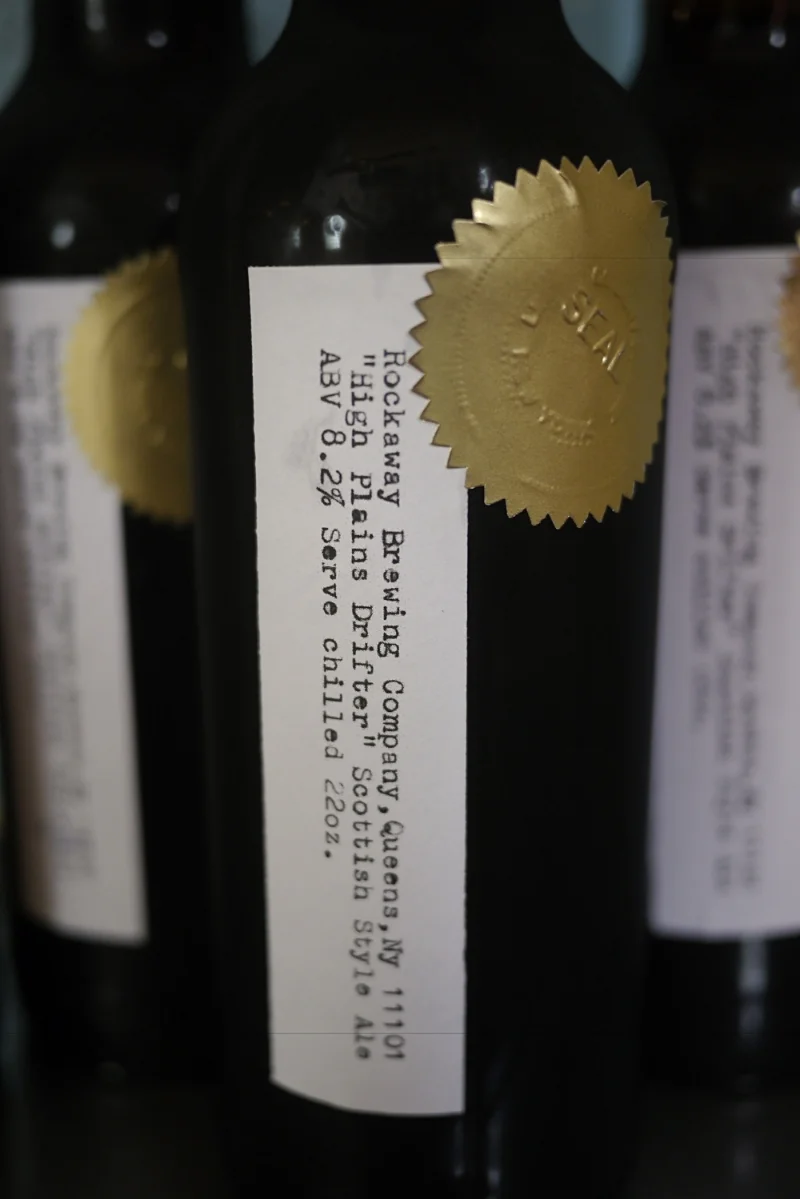 Rockaway Brewing Company,Queens,Ny 11101
"High Plains Drifter" Scottish Style Ale
ABV 8.2% Serve chilled 22oz.
SEAL